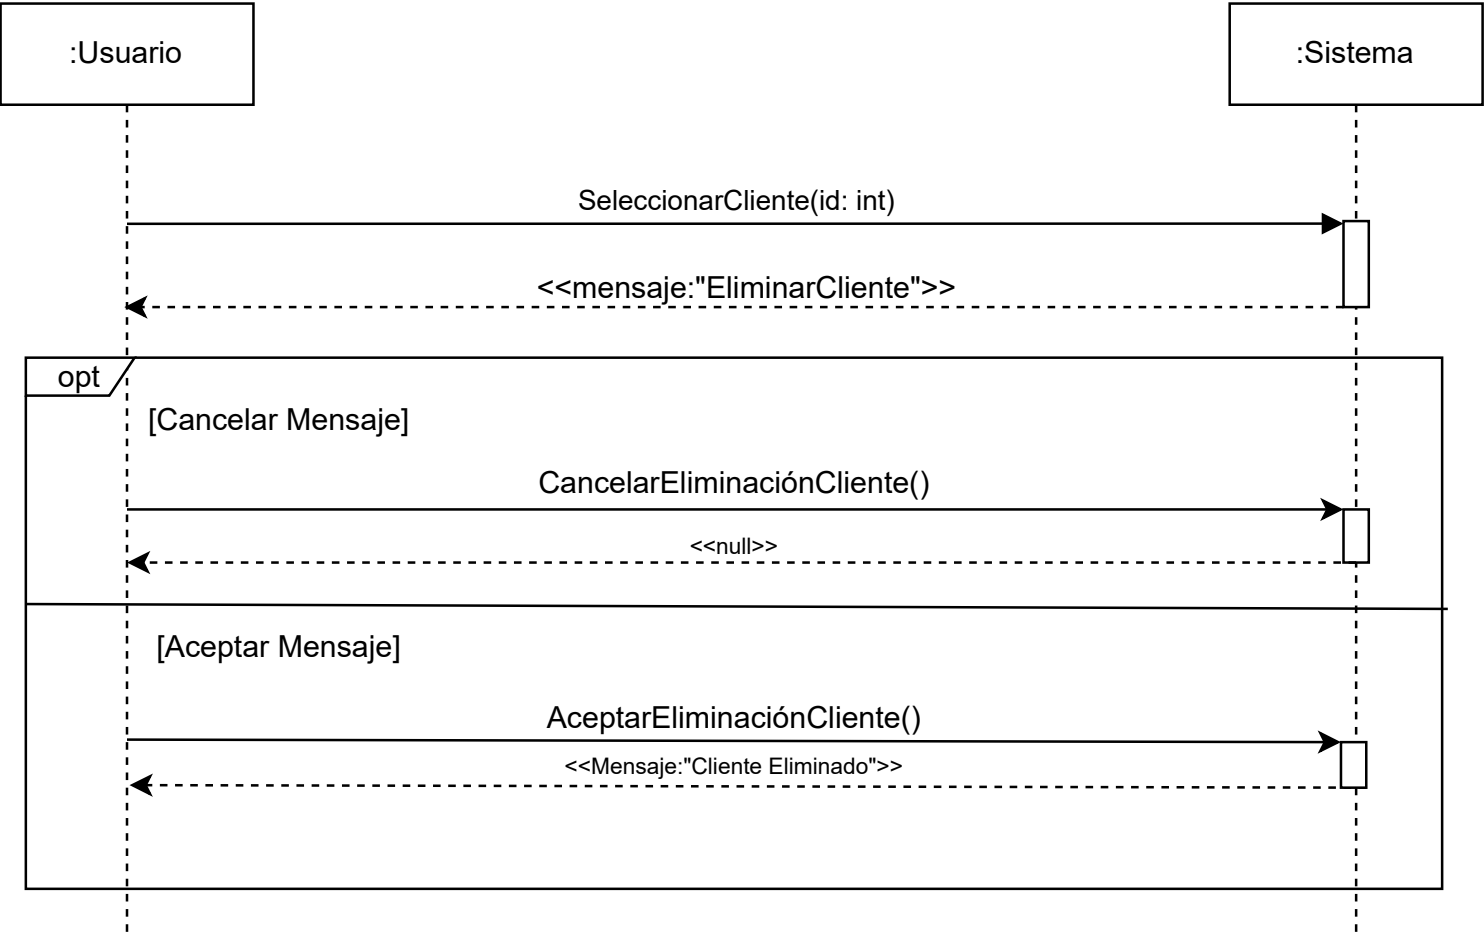 :Usuario
:Sistema
SeleccionarCliente(id: int)
<<mensaje:"EliminarCliente">>
opt
[Cancelar Mensaje]
CancelarEliminaciónCliente()
<<null>>
[Aceptar Mensaje]
AceptarEliminaciónCliente()
<<Mensaje:"Cliente Eliminado">>